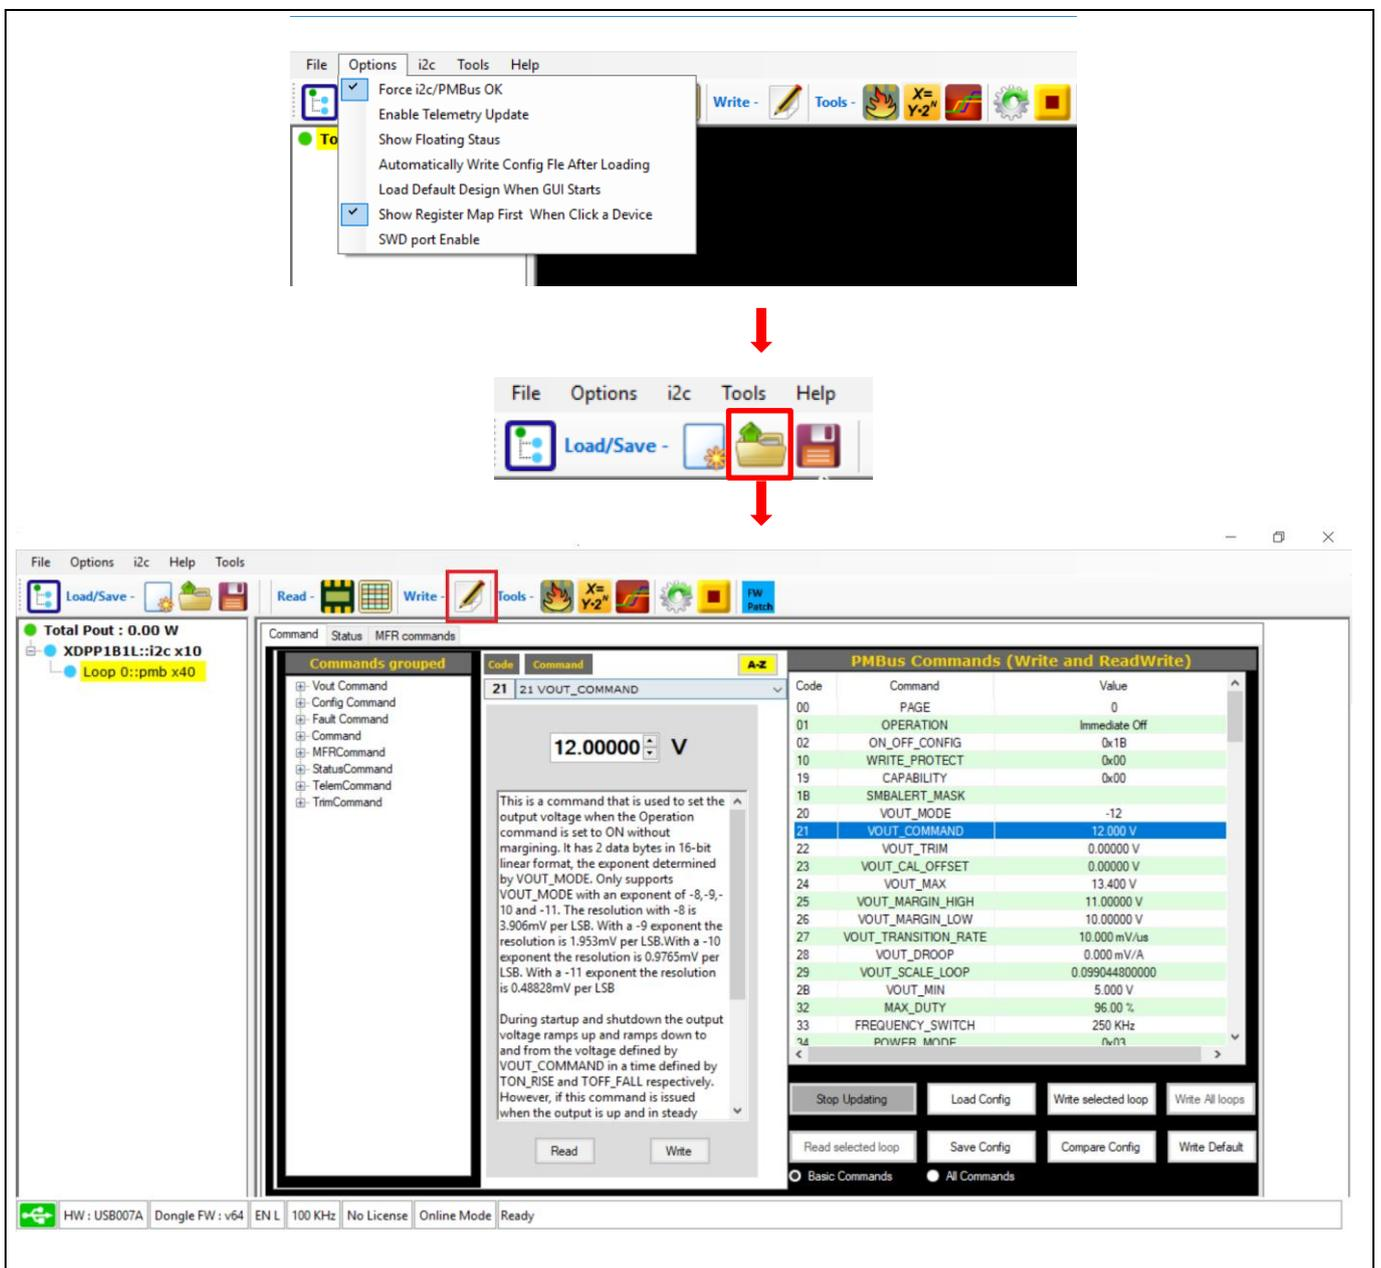 File Options i2c Tools Help
Force i2c/PMBus OK
Enable Telemetry Update
Show Floating Staus
Automatically Write Config Fle After Loading
Load Default Design When GUI Starts
Show Register Map First When Click a Device
SWD port Enable
Write - Tools - X= Y·2ᴺ
To
File Options i2c Tools Help
Load/Save -
File Options i2c Help Tools
Load/Save - Read - Write - Tools - X= Y·2ᴺ FW Patch
Total Pout : 0.00 W
XDPP1B1L::i2c x10
Loop 0::pmb x40
Command Status MFR commands
Commands grouped
Vout Command
Config Command
Fault Command
Command
MFRCommand
StatusCommand
TelemCommand
TrimCommand
Code Command A-Z
21 21 VOUT_COMMAND
12.00000 V
This is a command that is used to set the
output voltage when the Operation
command is set to ON without
margining. It has 2 data bytes in 16-bit
linear format, the exponent determined
by VOUT_MODE. Only supports
VOUT_MODE with an exponent of -8,-9,-
10 and -11. The resolution with -8 is
3.906mV per LSB. With a -9 exponent the
resolution is 1.953mV per LSB.With a -10
exponent the resolution is 0.9765mV per
LSB. With a -11 exponent the resolution
is 0.48828mV per LSB
During startup and shutdown the output
voltage ramps up and ramps down to
and from the voltage defined by
VOUT_COMMAND in a time defined by
TON_RISE and TOFF_FALL respectively.
However, if this command is issued
when the output is up and in steady
Read Write
PMBus Commands (Write and ReadWrite)
Code Command Value
00 PAGE 0
01 OPERATION Immediate Off
02 ON_OFF_CONFIG 0x1B
10 WRITE_PROTECT 0x00
19 CAPABILITY 0x00
1B SMBALERT_MASK
20 VOUT_MODE -12
21 VOUT_COMMAND 12.000 V
22 VOUT_TRIM 0.00000 V
23 VOUT_CAL_OFFSET 0.00000 V
24 VOUT_MAX 13.400 V
25 VOUT_MARGIN_HIGH 11.00000 V
26 VOUT_MARGIN_LOW 10.00000 V
27 VOUT_TRANSITION_RATE 10.000 mV/us
28 VOUT_DROOP 0.000 mV/A
29 VOUT_SCALE_LOOP 0.099044800000
2B VOUT_MIN 5.000 V
32 MAX_DUTY 96.00 %
33 FREQUENCY_SWITCH 250 KHz
34 POWER_MODE 0x03
Stop Updating Load Config Write selected loop Write All loops
Read selected loop Save Config Compare Config Write Default
Basic Commands All Commands
HW : USB007A Dongle FW : v64 EN L 100 KHz No License Online Mode Ready